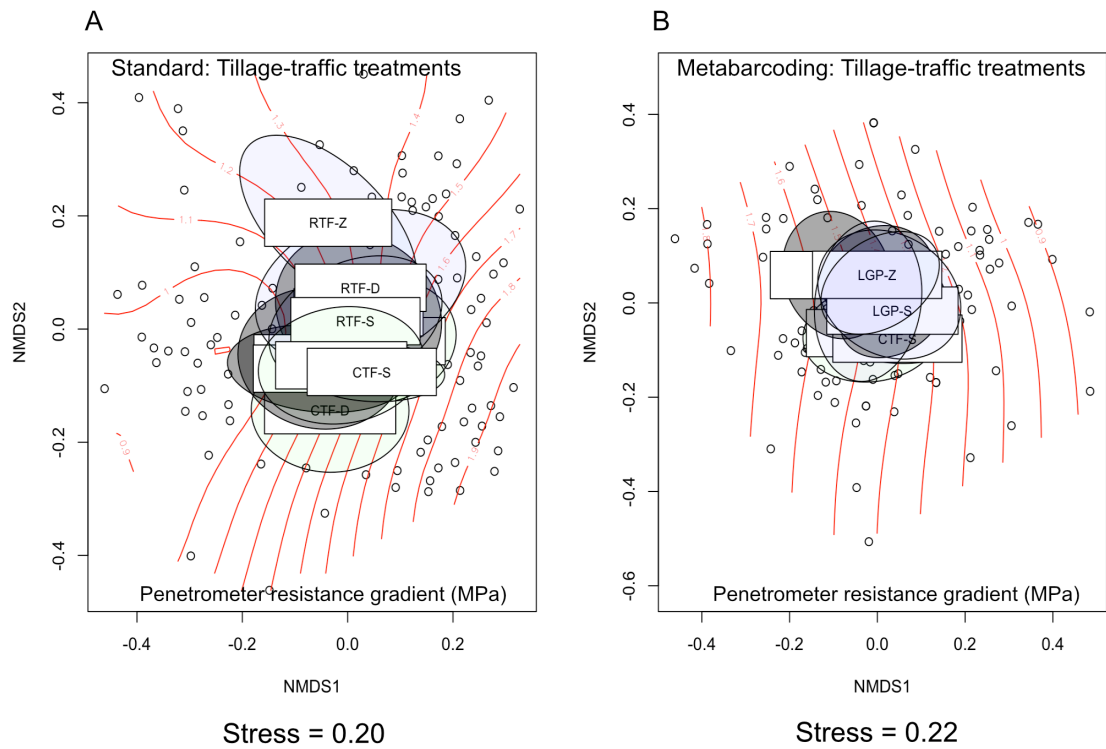 A
B
Standard: Tillage-traffic treatments
Metabarcoding: Tillage-traffic treatments
NMDS2
0.4
0.2
0.0
-0.2
-0.4
1.3
1.4
1.2
1.5
1.1
1.7
1.6
1
1.8
0.9
1.9
RTF-Z
RTF-D
RTF-S
CTF-S
CTF-D
Penetrometer resistance gradient (MPa)
-0.4
-0.2
0.0
0.2
NMDS1
Stress = 0.20
NMDS2
0.4
0.2
0.0
-0.2
-0.4
-0.6
1.6
1.7
1.5
0.9
LGP-Z
LGP-S
CTF-S
Penetrometer resistance gradient (MPa)
-0.4
-0.2
0.0
0.2
0.4
NMDS1
Stress = 0.22